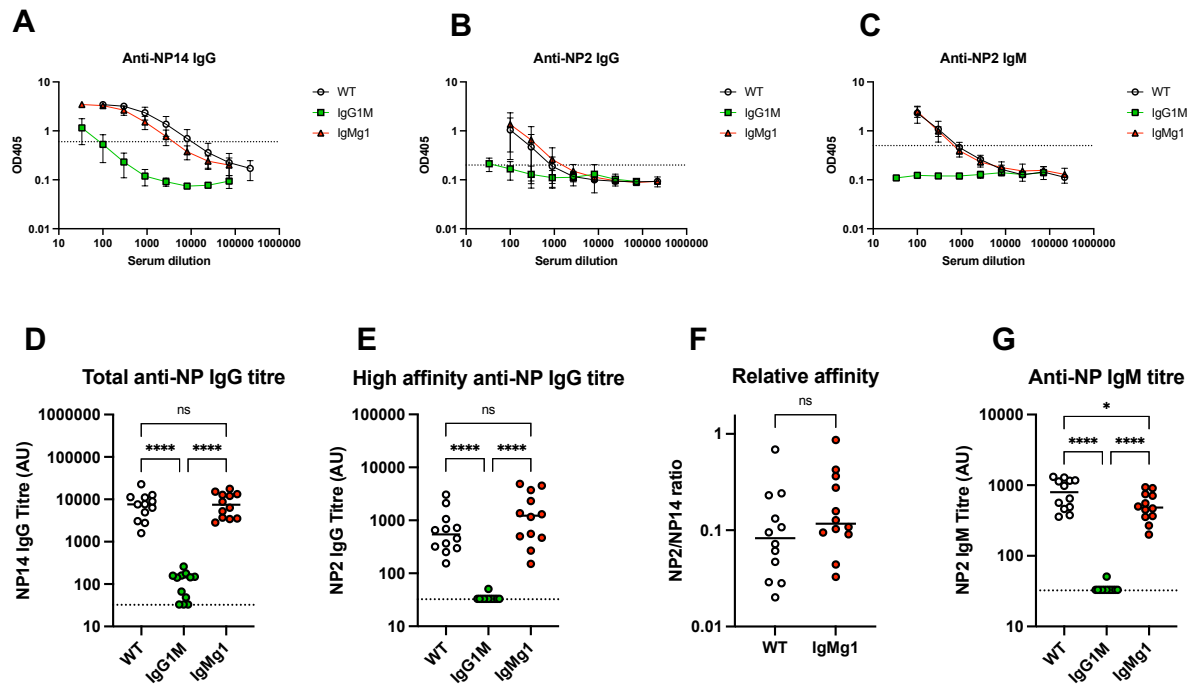 A
Anti-NP14 IgG
10
1
0.1
0.01
OD405
10 100 1000 10000 100000 1000000
Serum dilution
WT
IgG1M
IgMg1
B
Anti-NP2 IgG
10
1
0.1
0.01
OD405
10 100 1000 10000 100000 1000000
Serum dilution
WT
IgG1M
IgMg1
C
Anti-NP2 IgM
10
1
0.1
0.01
OD405
10 100 1000 10000 100000 1000000
Serum dilution
WT
IgG1M
IgMg1
D
Total anti-NP IgG titre
ns
**** ****
1000000
100000
10000
1000
100
10
NP14 IgG Titre (AU)
WT
IgG1M
IgMg1
E
High affinity anti-NP IgG titre
ns
**** ****
100000
10000
1000
100
10
NP2 IgG Titre (AU)
WT
IgG1M
IgMg1
F
Relative affinity
ns
1
0.1
0.01
NP2/NP14 ratio
WT IgMg1
G
Anti-NP IgM titre
*
**** ****
10000
1000
100
10
NP2 IgM Titre (AU)
WT
IgG1M
IgMg1